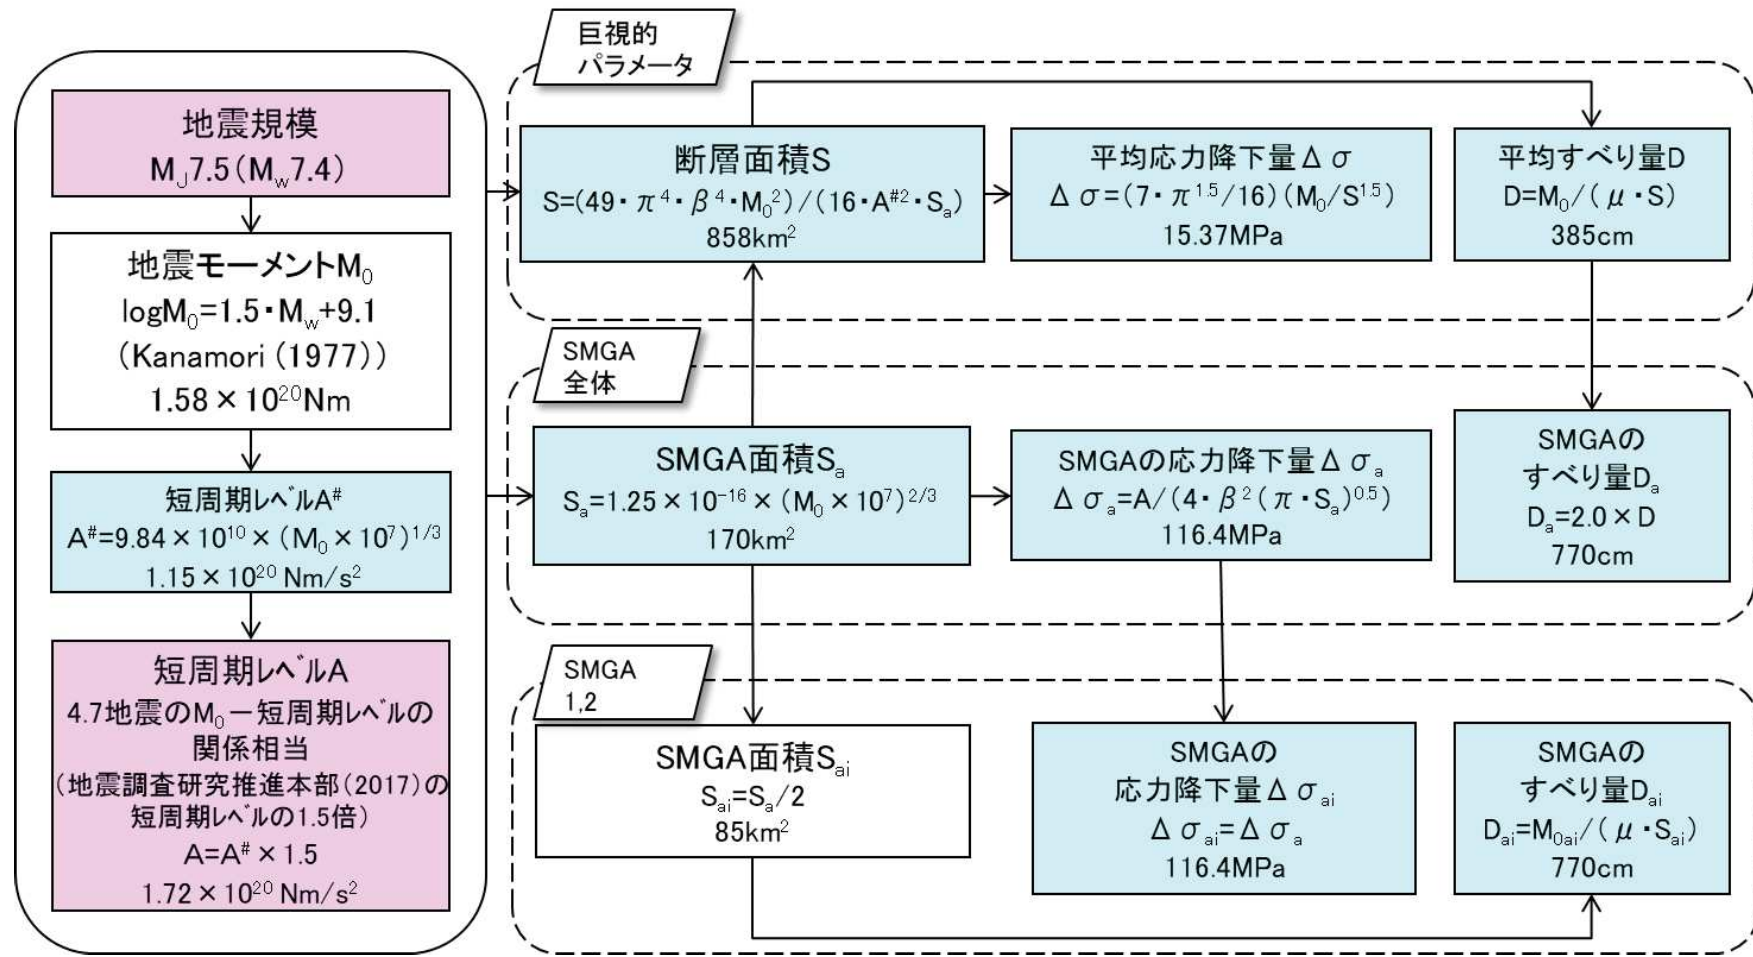 地震規模
MJ7.5(Mw7.4)
地震モーメントM0
logM0=1.5・Mw+9.1
(Kanamori(1977))
1.58×10²⁰Nm
短周期レベルA#
A#=9.84×10¹⁰×(M0×10⁷)^1/3
1.15×10²⁰ Nm/s²
短周期レベルA
4.7地震のM0－短周期レベルの
関係相当
(地震調査研究推進本部(2017)の
短周期レベルの1.5倍)
A=A#×1.5
1.72×10²⁰ Nm/s²
巨視的
パラメータ
断層面積S
S=(49・π⁴・β⁴・M0²)/(16・A#²・Sa)
858km²
平均応力降下量Δσ
Δσ=(7・π^1.5/16)(M0/S^1.5)
15.37MPa
平均すべり量D
D=M0/(μ・S)
385cm
SMGA
全体
SMGA面積Sa
Sa=1.25×10⁻¹⁶×(M0×10⁷)^2/3
170km²
SMGAの応力降下量Δσa
Δσa=A/(4・β²(π・Sa)^0.5)
116.4MPa
SMGAの
すべり量Da
Da=2.0×D
770cm
SMGA
1,2
SMGA面積Sai
Sai=Sa/2
85km²
SMGAの
応力降下量Δσai
Δσai=Δσa
116.4MPa
SMGAの
すべり量Dai
Dai=M0ai/(μ・Sai)
770cm